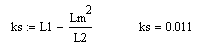 ks := L1 − Lm²/L2    ks = 0.011